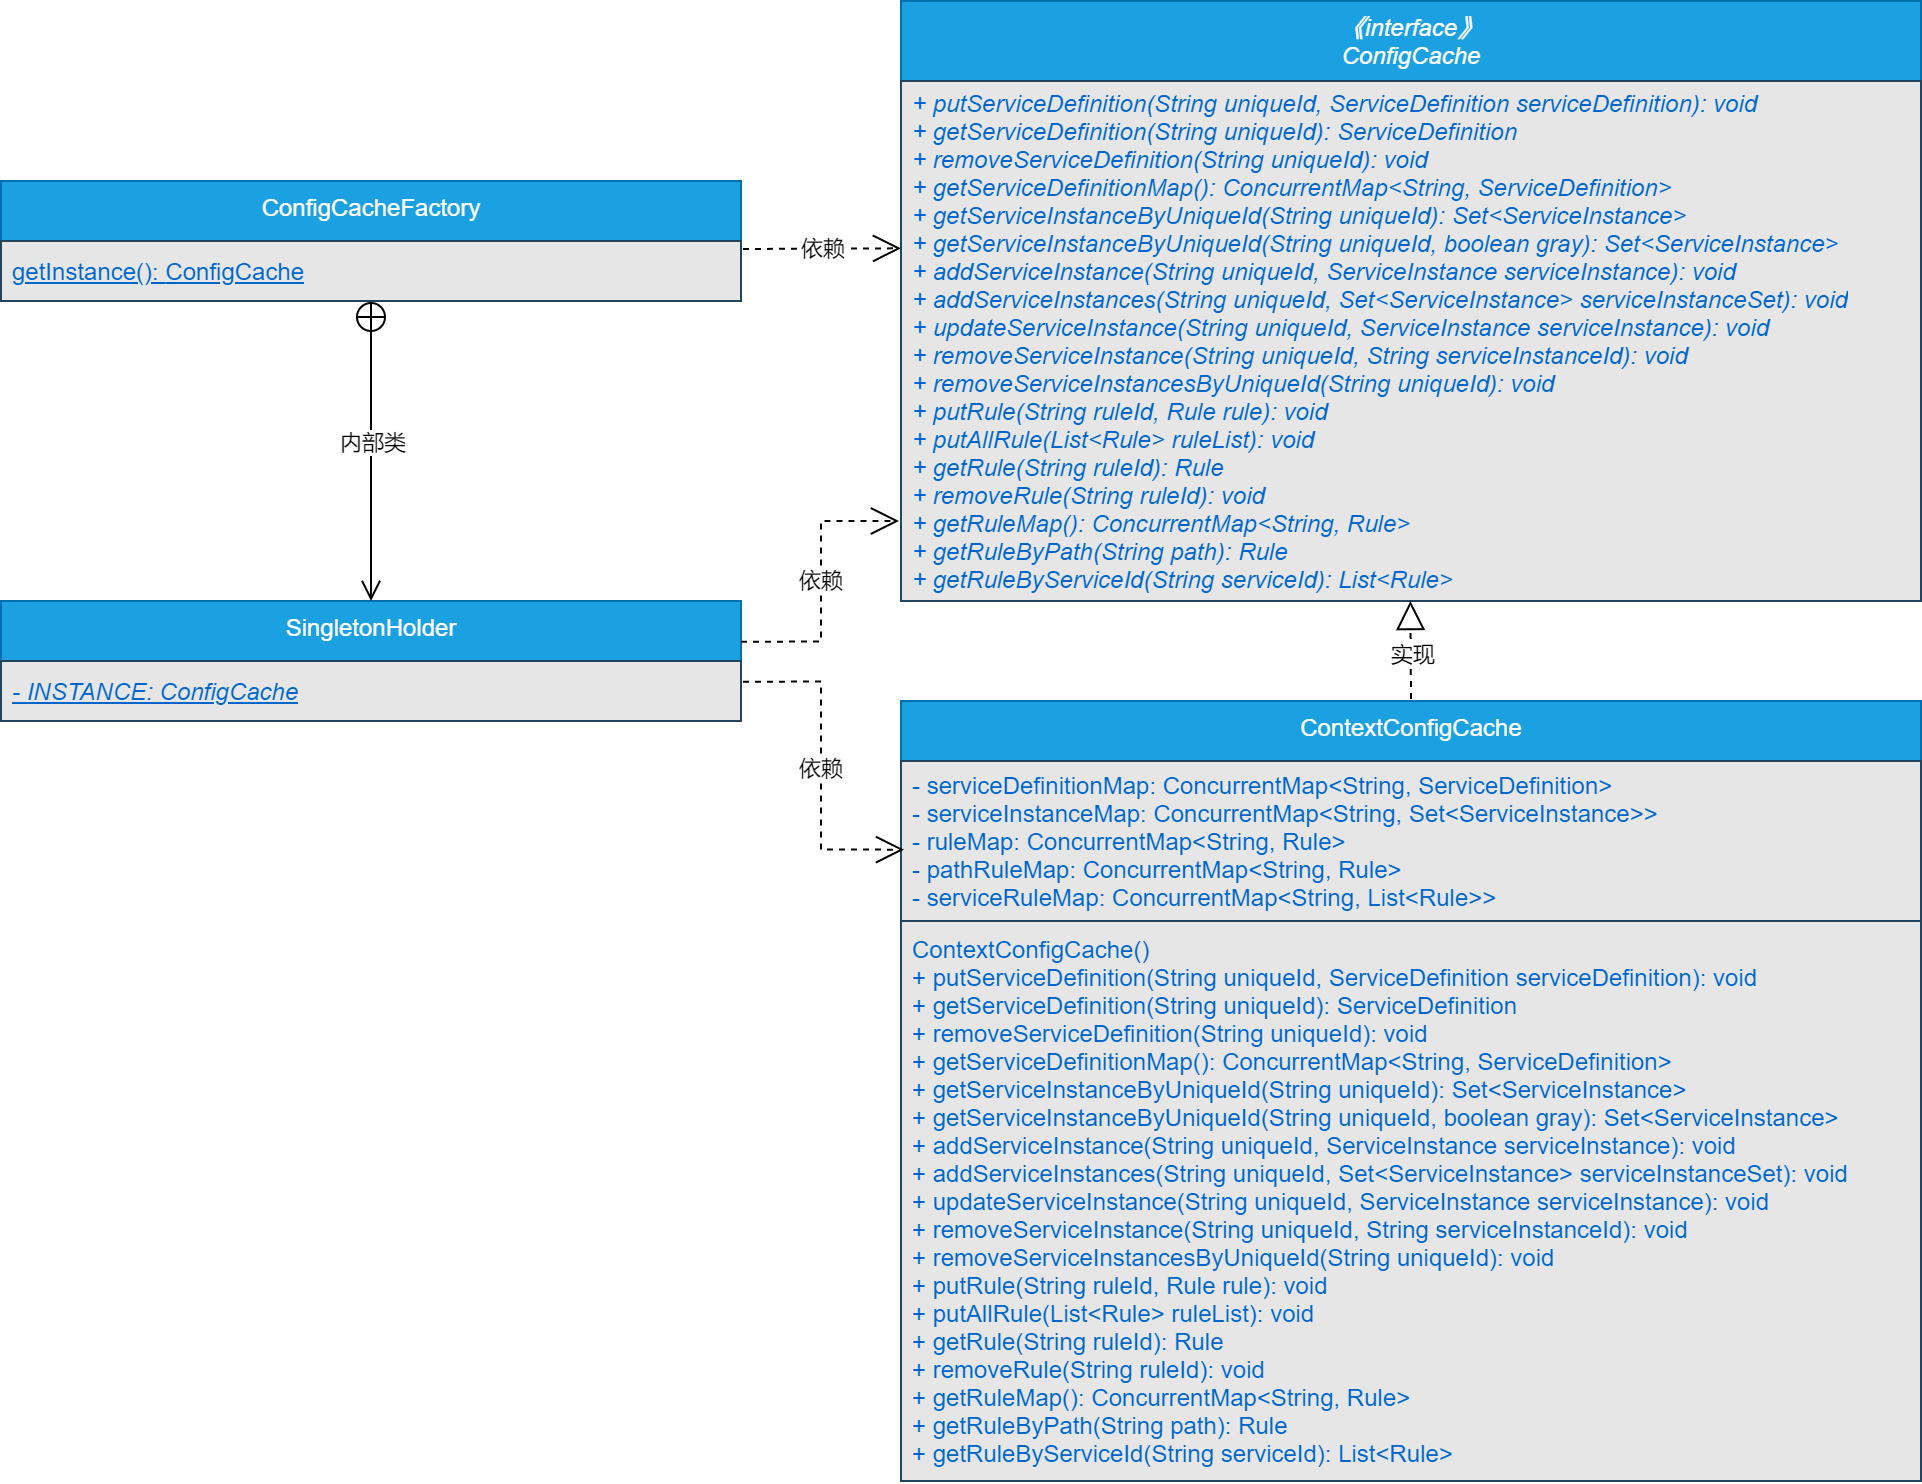 《interface》
ConfigCache
+ putServiceDefinition(String uniqueId, ServiceDefinition serviceDefinition): void
+ getServiceDefinition(String uniqueId): ServiceDefinition
+ removeServiceDefinition(String uniqueId): void
+ getServiceDefinitionMap(): ConcurrentMap<String, ServiceDefinition>
+ getServiceInstanceByUniqueId(String uniqueId): Set<ServiceInstance>
+ getServiceInstanceByUniqueId(String uniqueId, boolean gray): Set<ServiceInstance>
+ addServiceInstance(String uniqueId, ServiceInstance serviceInstance): void
+ addServiceInstances(String uniqueId, Set<ServiceInstance> serviceInstanceSet): void
+ updateServiceInstance(String uniqueId, ServiceInstance serviceInstance): void
+ removeServiceInstance(String uniqueId, String serviceInstanceId): void
+ removeServiceInstancesByUniqueId(String uniqueId): void
+ putRule(String ruleId, Rule rule): void
+ putAllRule(List<Rule> ruleList): void
+ getRule(String ruleId): Rule
+ removeRule(String ruleId): void
+ getRuleMap(): ConcurrentMap<String, Rule>
+ getRuleByPath(String path): Rule
+ getRuleByServiceId(String serviceId): List<Rule>
ConfigCacheFactory
getInstance(): ConfigCache
依赖
内部类
依赖
SingletonHolder
- INSTANCE: ConfigCache
依赖
实现
ContextConfigCache
- serviceDefinitionMap: ConcurrentMap<String, ServiceDefinition>
- serviceInstanceMap: ConcurrentMap<String, Set<ServiceInstance>>
- ruleMap: ConcurrentMap<String, Rule>
- pathRuleMap: ConcurrentMap<String, Rule>
- serviceRuleMap: ConcurrentMap<String, List<Rule>>
ContextConfigCache()
+ putServiceDefinition(String uniqueId, ServiceDefinition serviceDefinition): void
+ getServiceDefinition(String uniqueId): ServiceDefinition
+ removeServiceDefinition(String uniqueId): void
+ getServiceDefinitionMap(): ConcurrentMap<String, ServiceDefinition>
+ getServiceInstanceByUniqueId(String uniqueId): Set<ServiceInstance>
+ getServiceInstanceByUniqueId(String uniqueId, boolean gray): Set<ServiceInstance>
+ addServiceInstance(String uniqueId, ServiceInstance serviceInstance): void
+ addServiceInstances(String uniqueId, Set<ServiceInstance> serviceInstanceSet): void
+ updateServiceInstance(String uniqueId, ServiceInstance serviceInstance): void
+ removeServiceInstance(String uniqueId, String serviceInstanceId): void
+ removeServiceInstancesByUniqueId(String uniqueId): void
+ putRule(String ruleId, Rule rule): void
+ putAllRule(List<Rule> ruleList): void
+ getRule(String ruleId): Rule
+ removeRule(String ruleId): void
+ getRuleMap(): ConcurrentMap<String, Rule>
+ getRuleByPath(String path): Rule
+ getRuleByServiceId(String serviceId): List<Rule>